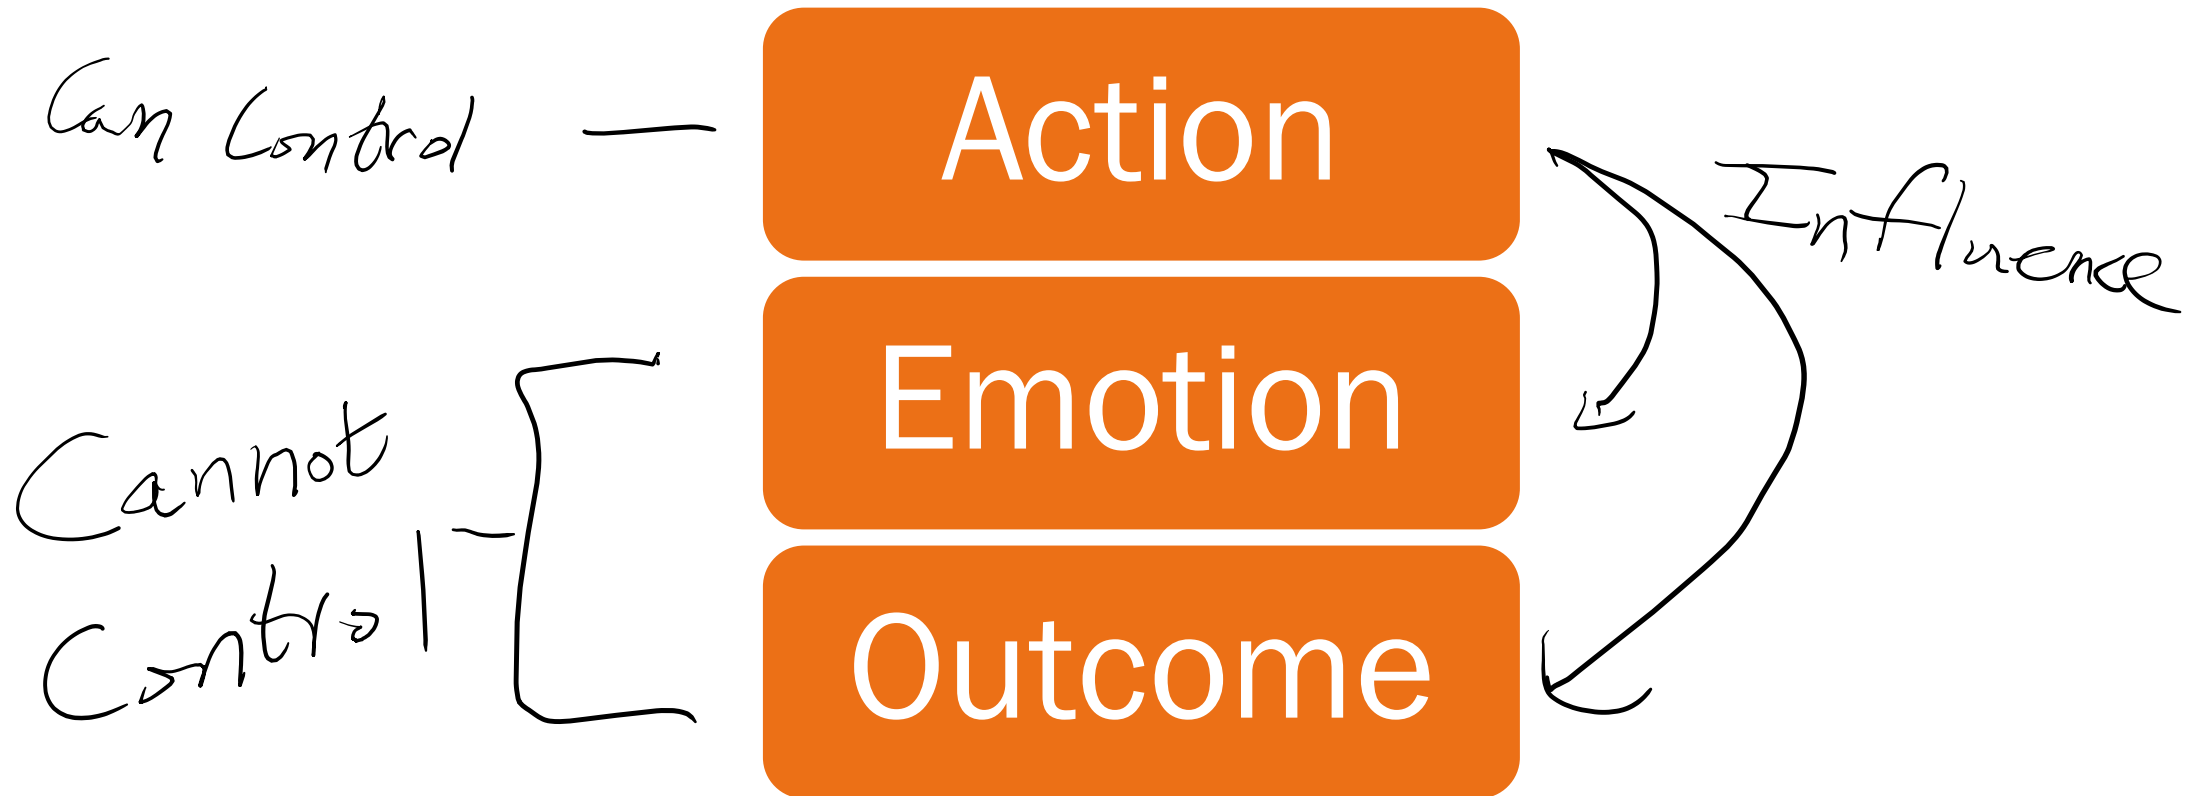 Can Control
Action
Influence
Emotion
Cannot
Control
Outcome